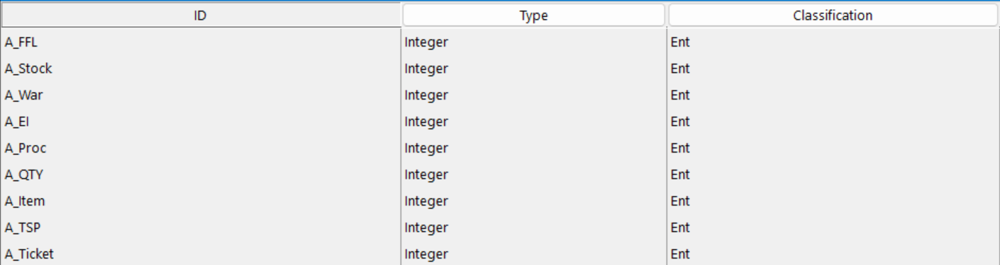 ID Type Classification
A_FFL Integer Ent
A_Stock Integer Ent
A_War Integer Ent
A_EI Integer Ent
A_Proc Integer Ent
A_QTY Integer Ent
A_Item Integer Ent
A_TSP Integer Ent
A_Ticket Integer Ent